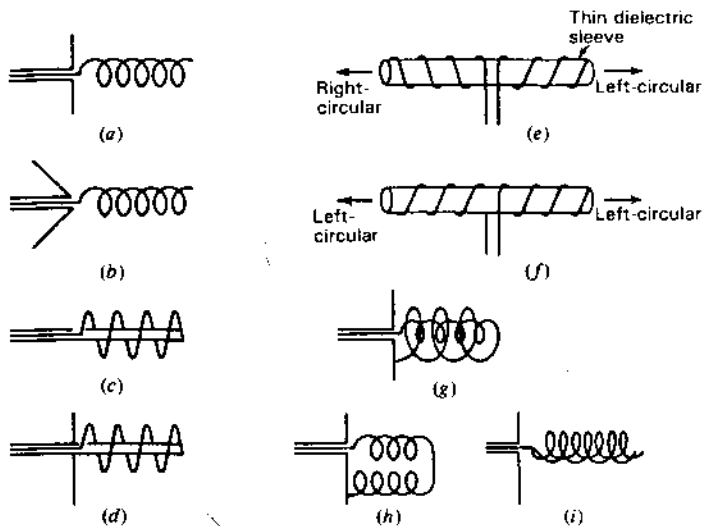 (a)
Thin dielectric
sleeve
Right-
circular
Left-circular
(e)
(b)
Left-
circular
Left-circular
(f)
(c)
(g)
(d)
(h)
(i)